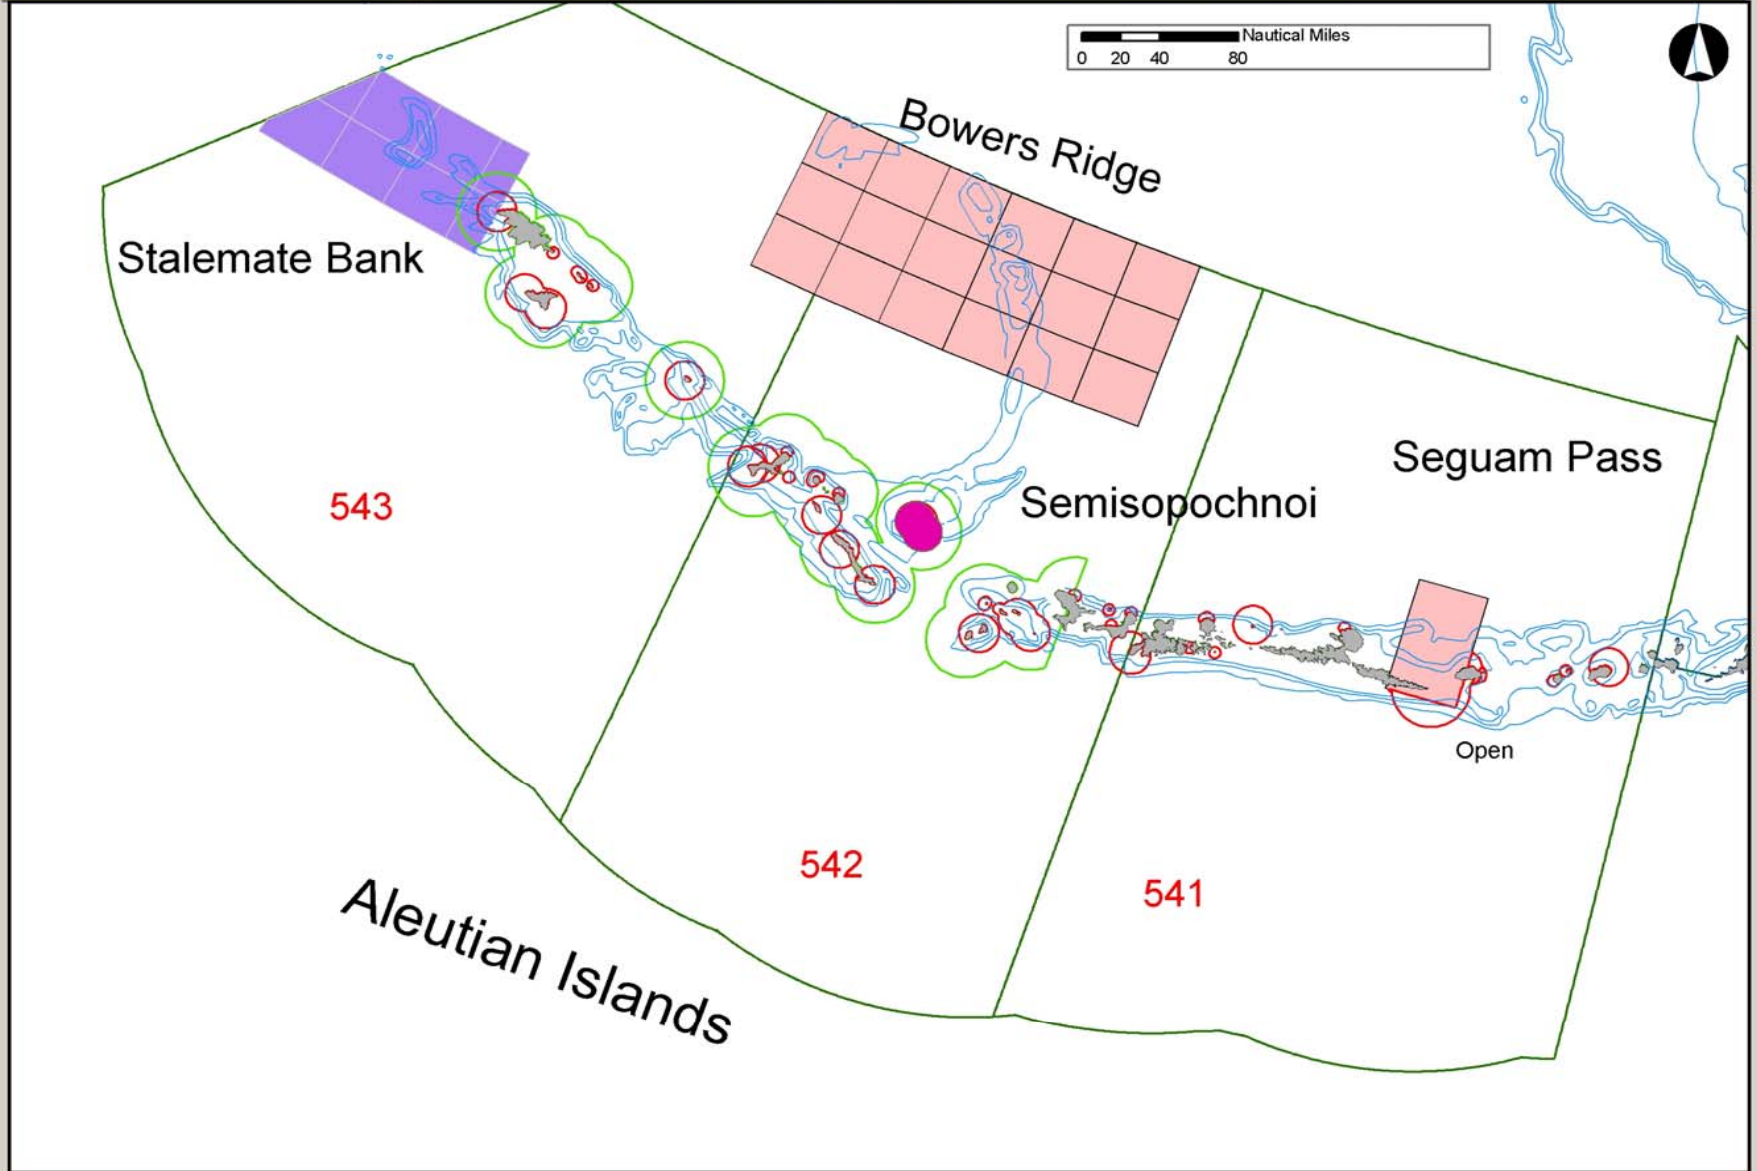 Nautical Miles
0 20 40 80
Bowers Ridge
Stalemate Bank
Seguam Pass
Semisopochnoi
543
Open
542
541
Aleutian Islands